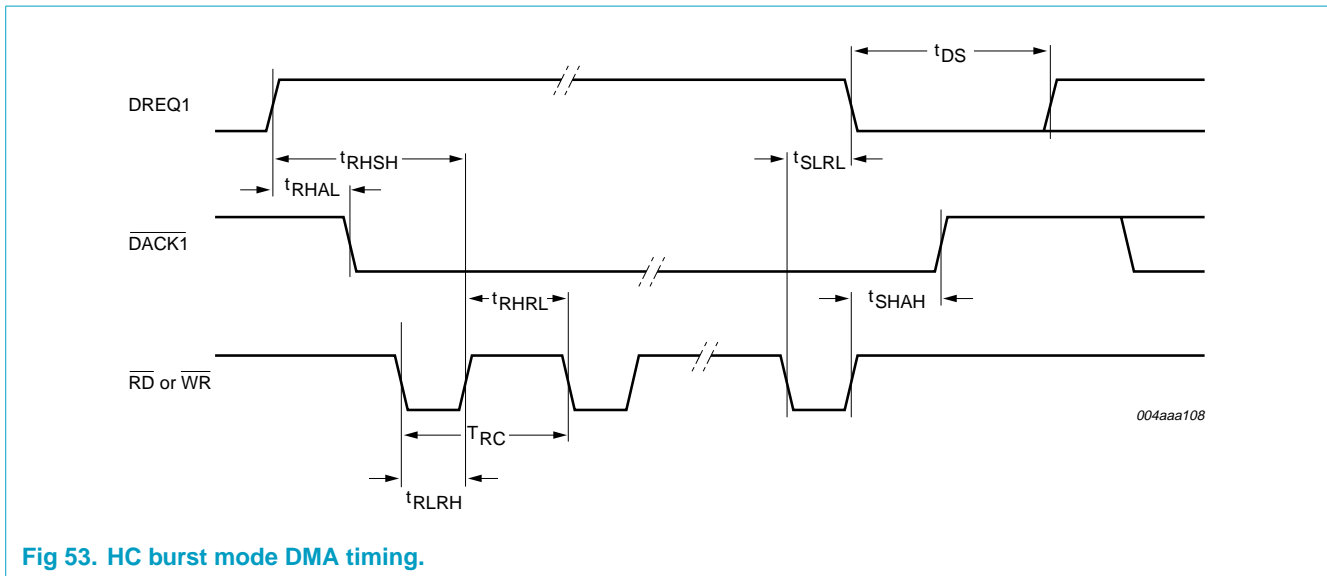 tDS
DREQ1
tRHSH
tSLRL
tRHAL
DACK1
tRHRL
tSHAH
RD or WR
004aaa108
TRC
tRLRH
Fig 53. HC burst mode DMA timing.